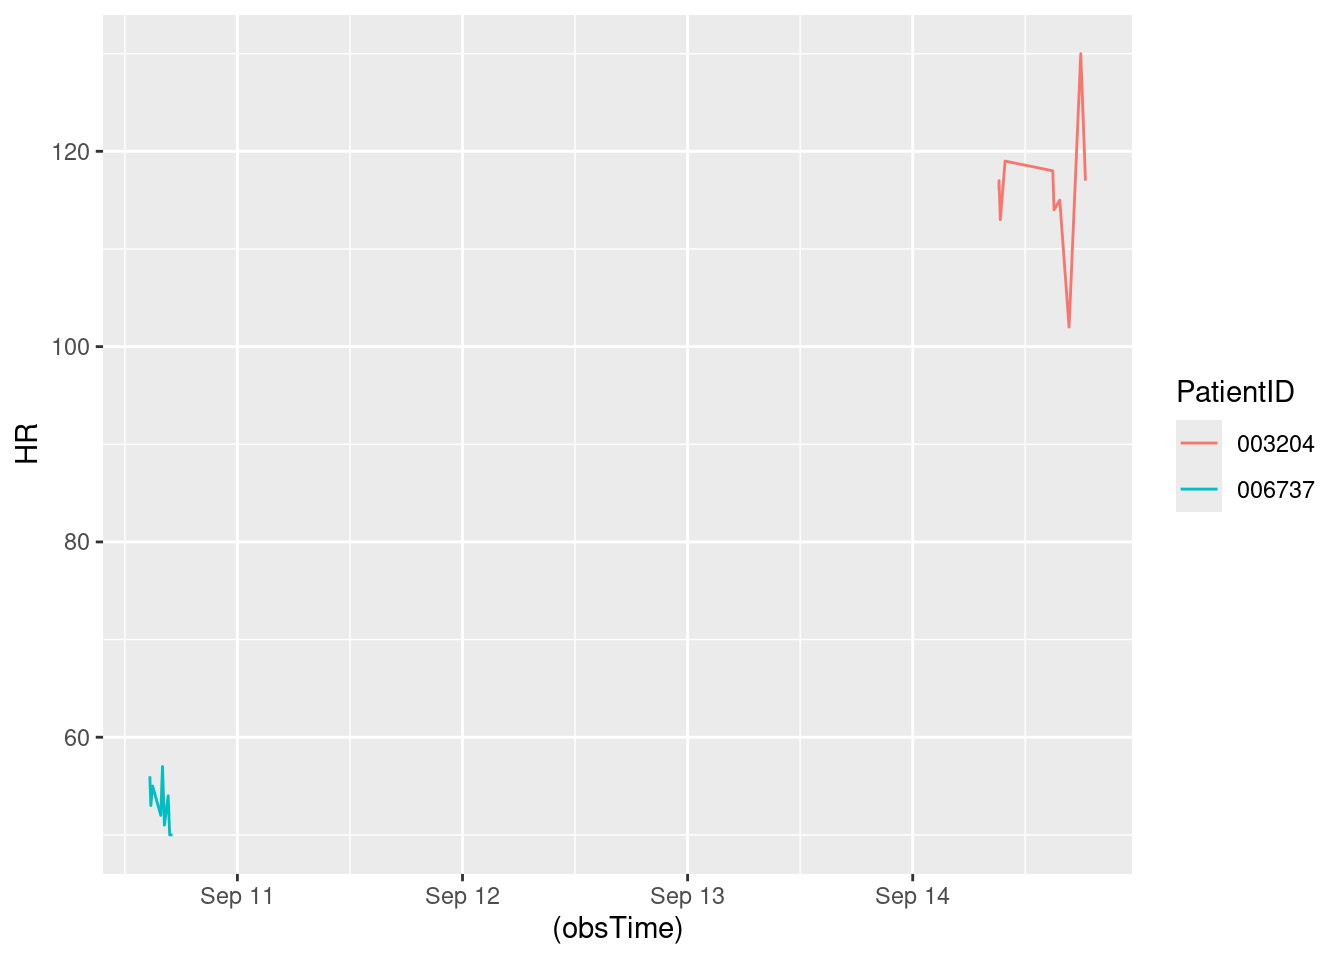 120
100
80
60
HR
Sep 11
Sep 12
Sep 13
Sep 14
(obsTime)
PatientID
003204
006737